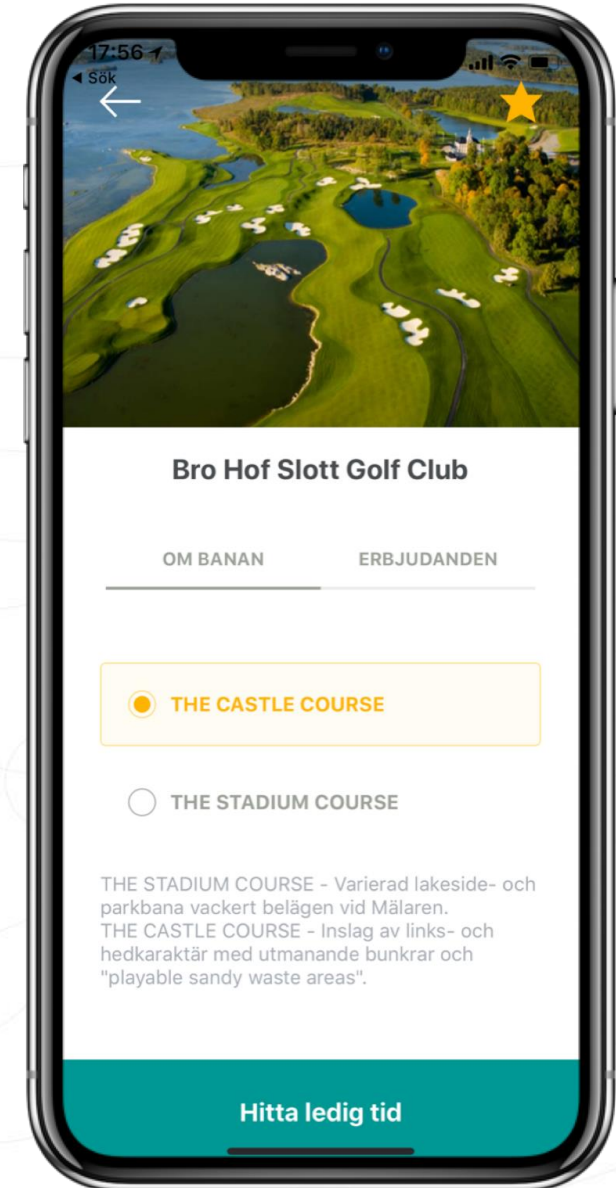 17:56
◀ Sök
Bro Hof Slott Golf Club
OM BANAN
ERBJUDANDEN
THE CASTLE COURSE
THE STADIUM COURSE
THE STADIUM COURSE - Varierad lakeside- och
parkbana vackert belägen vid Mälaren.
THE CASTLE COURSE - Inslag av links- och
hedkaraktär med utmanande bunkrar och
"playable sandy waste areas".
Hitta ledig tid